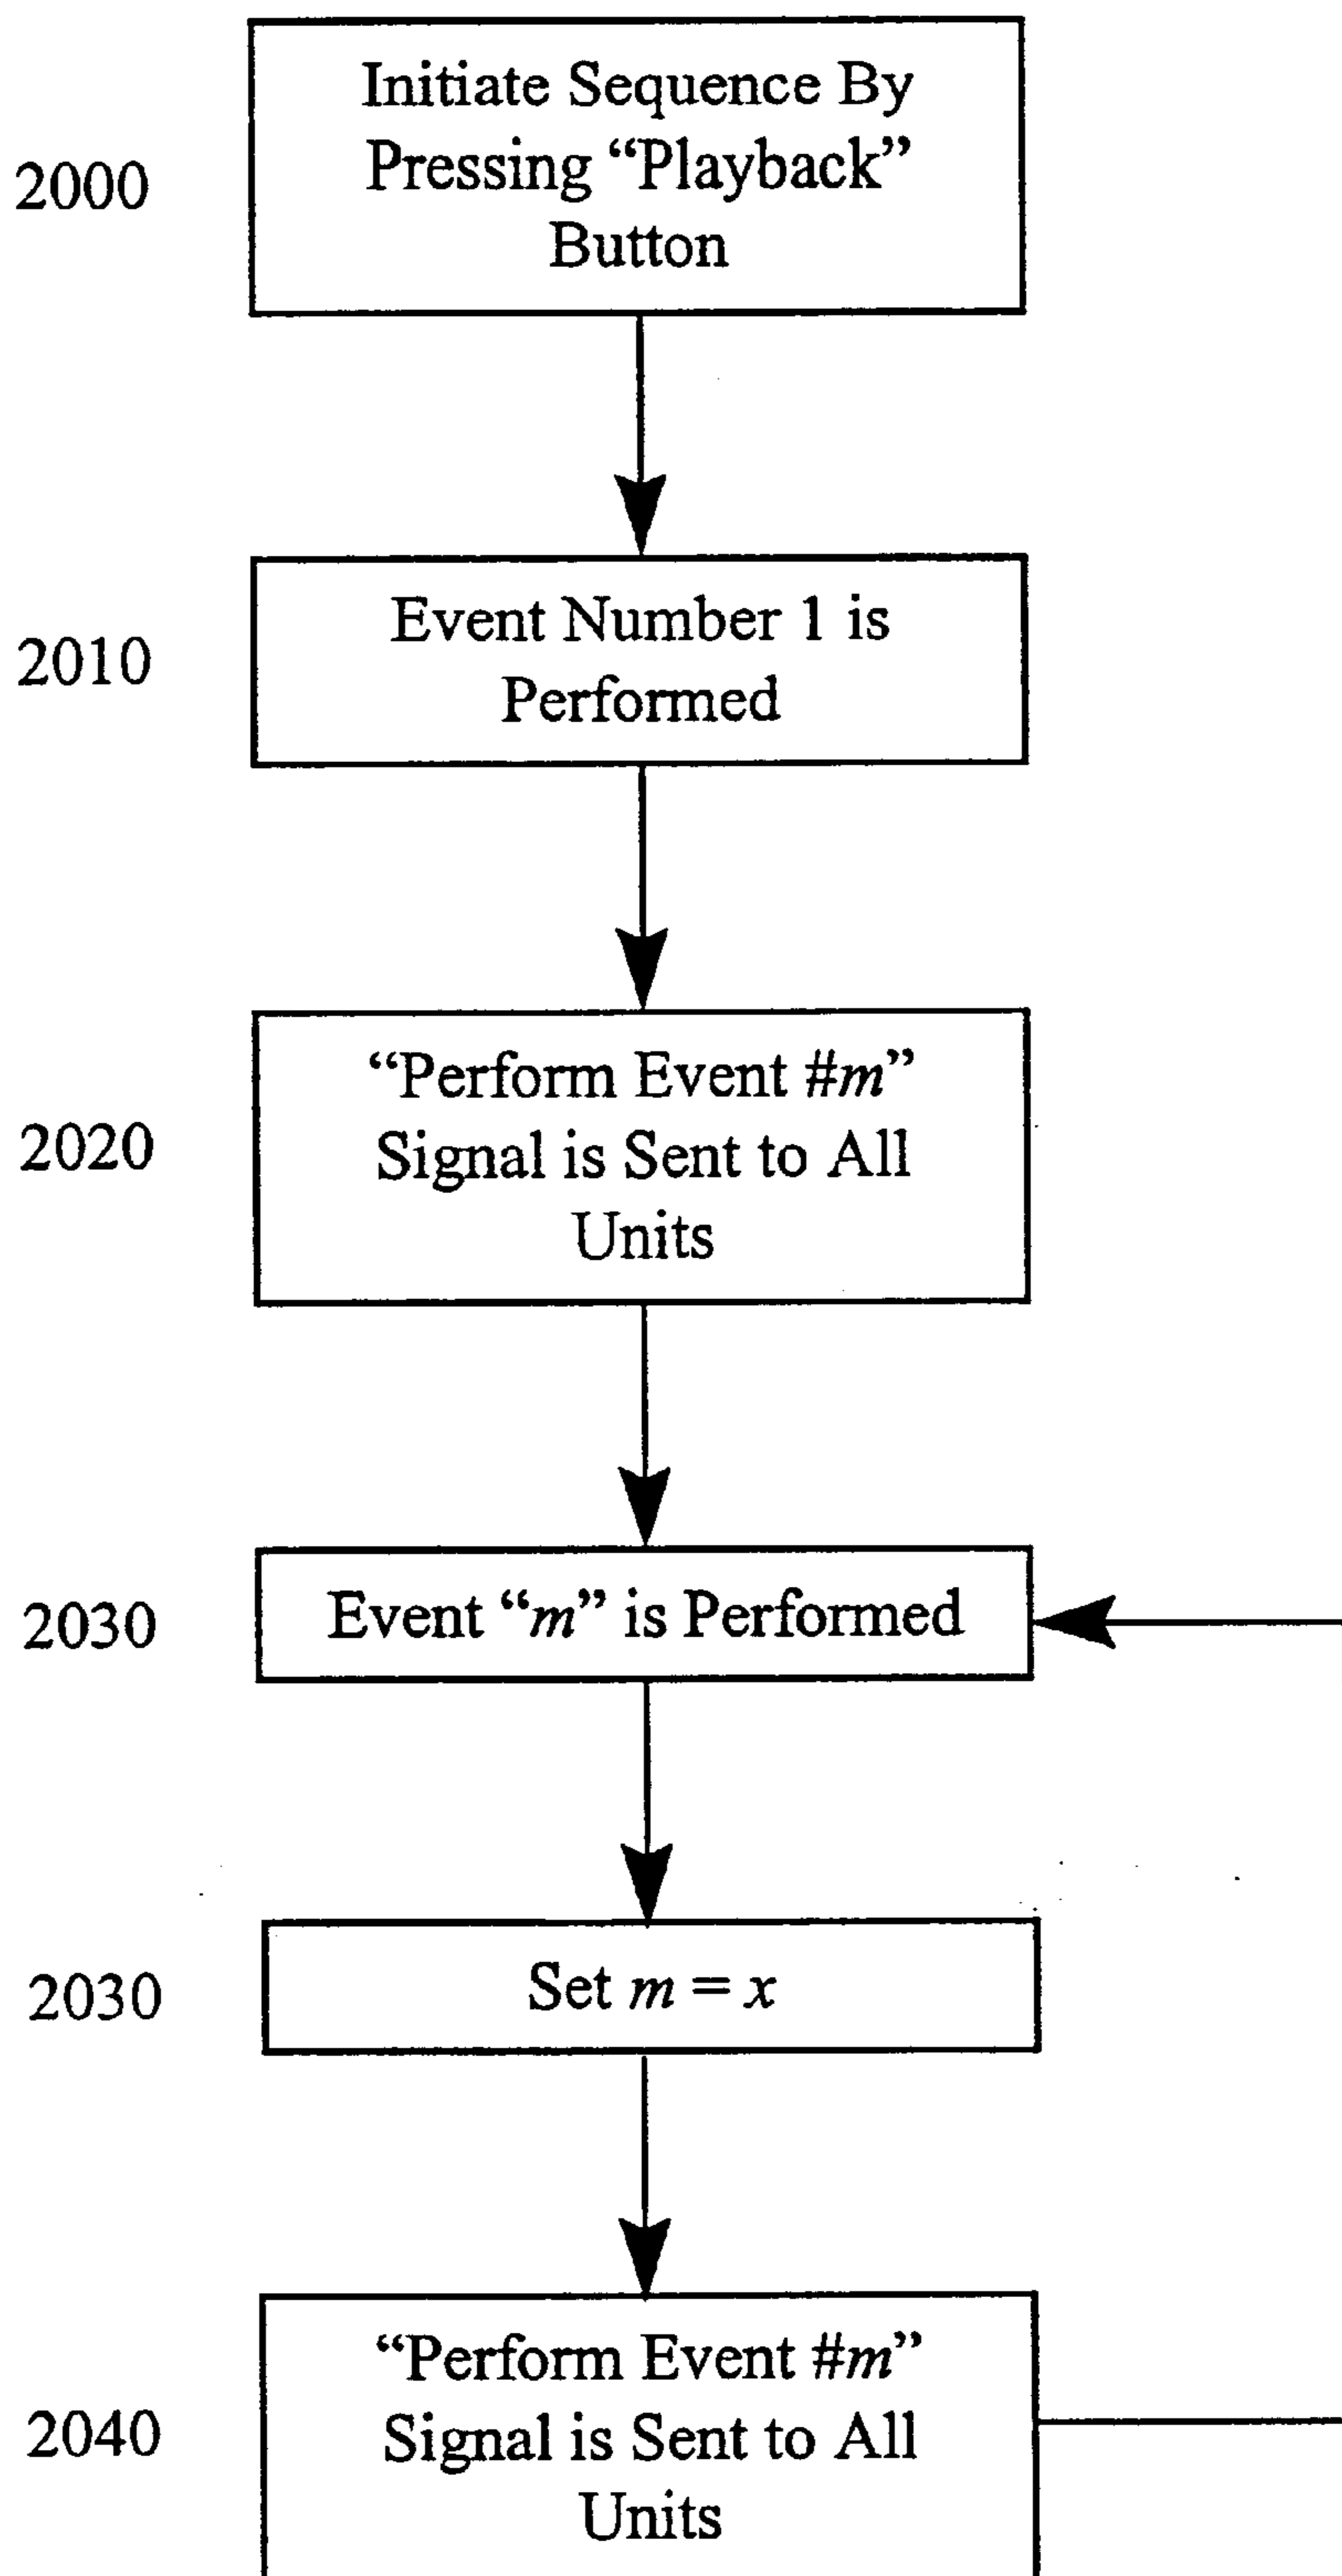 2000
Initiate Sequence By
Pressing “Playback”
Button
2010
Event Number 1 is
Performed
2020
“Perform Event #m”
Signal is Sent to All
Units
2030
Event “m” is Performed
2030
Set m = x
2040
“Perform Event #m”
Signal is Sent to All
Units